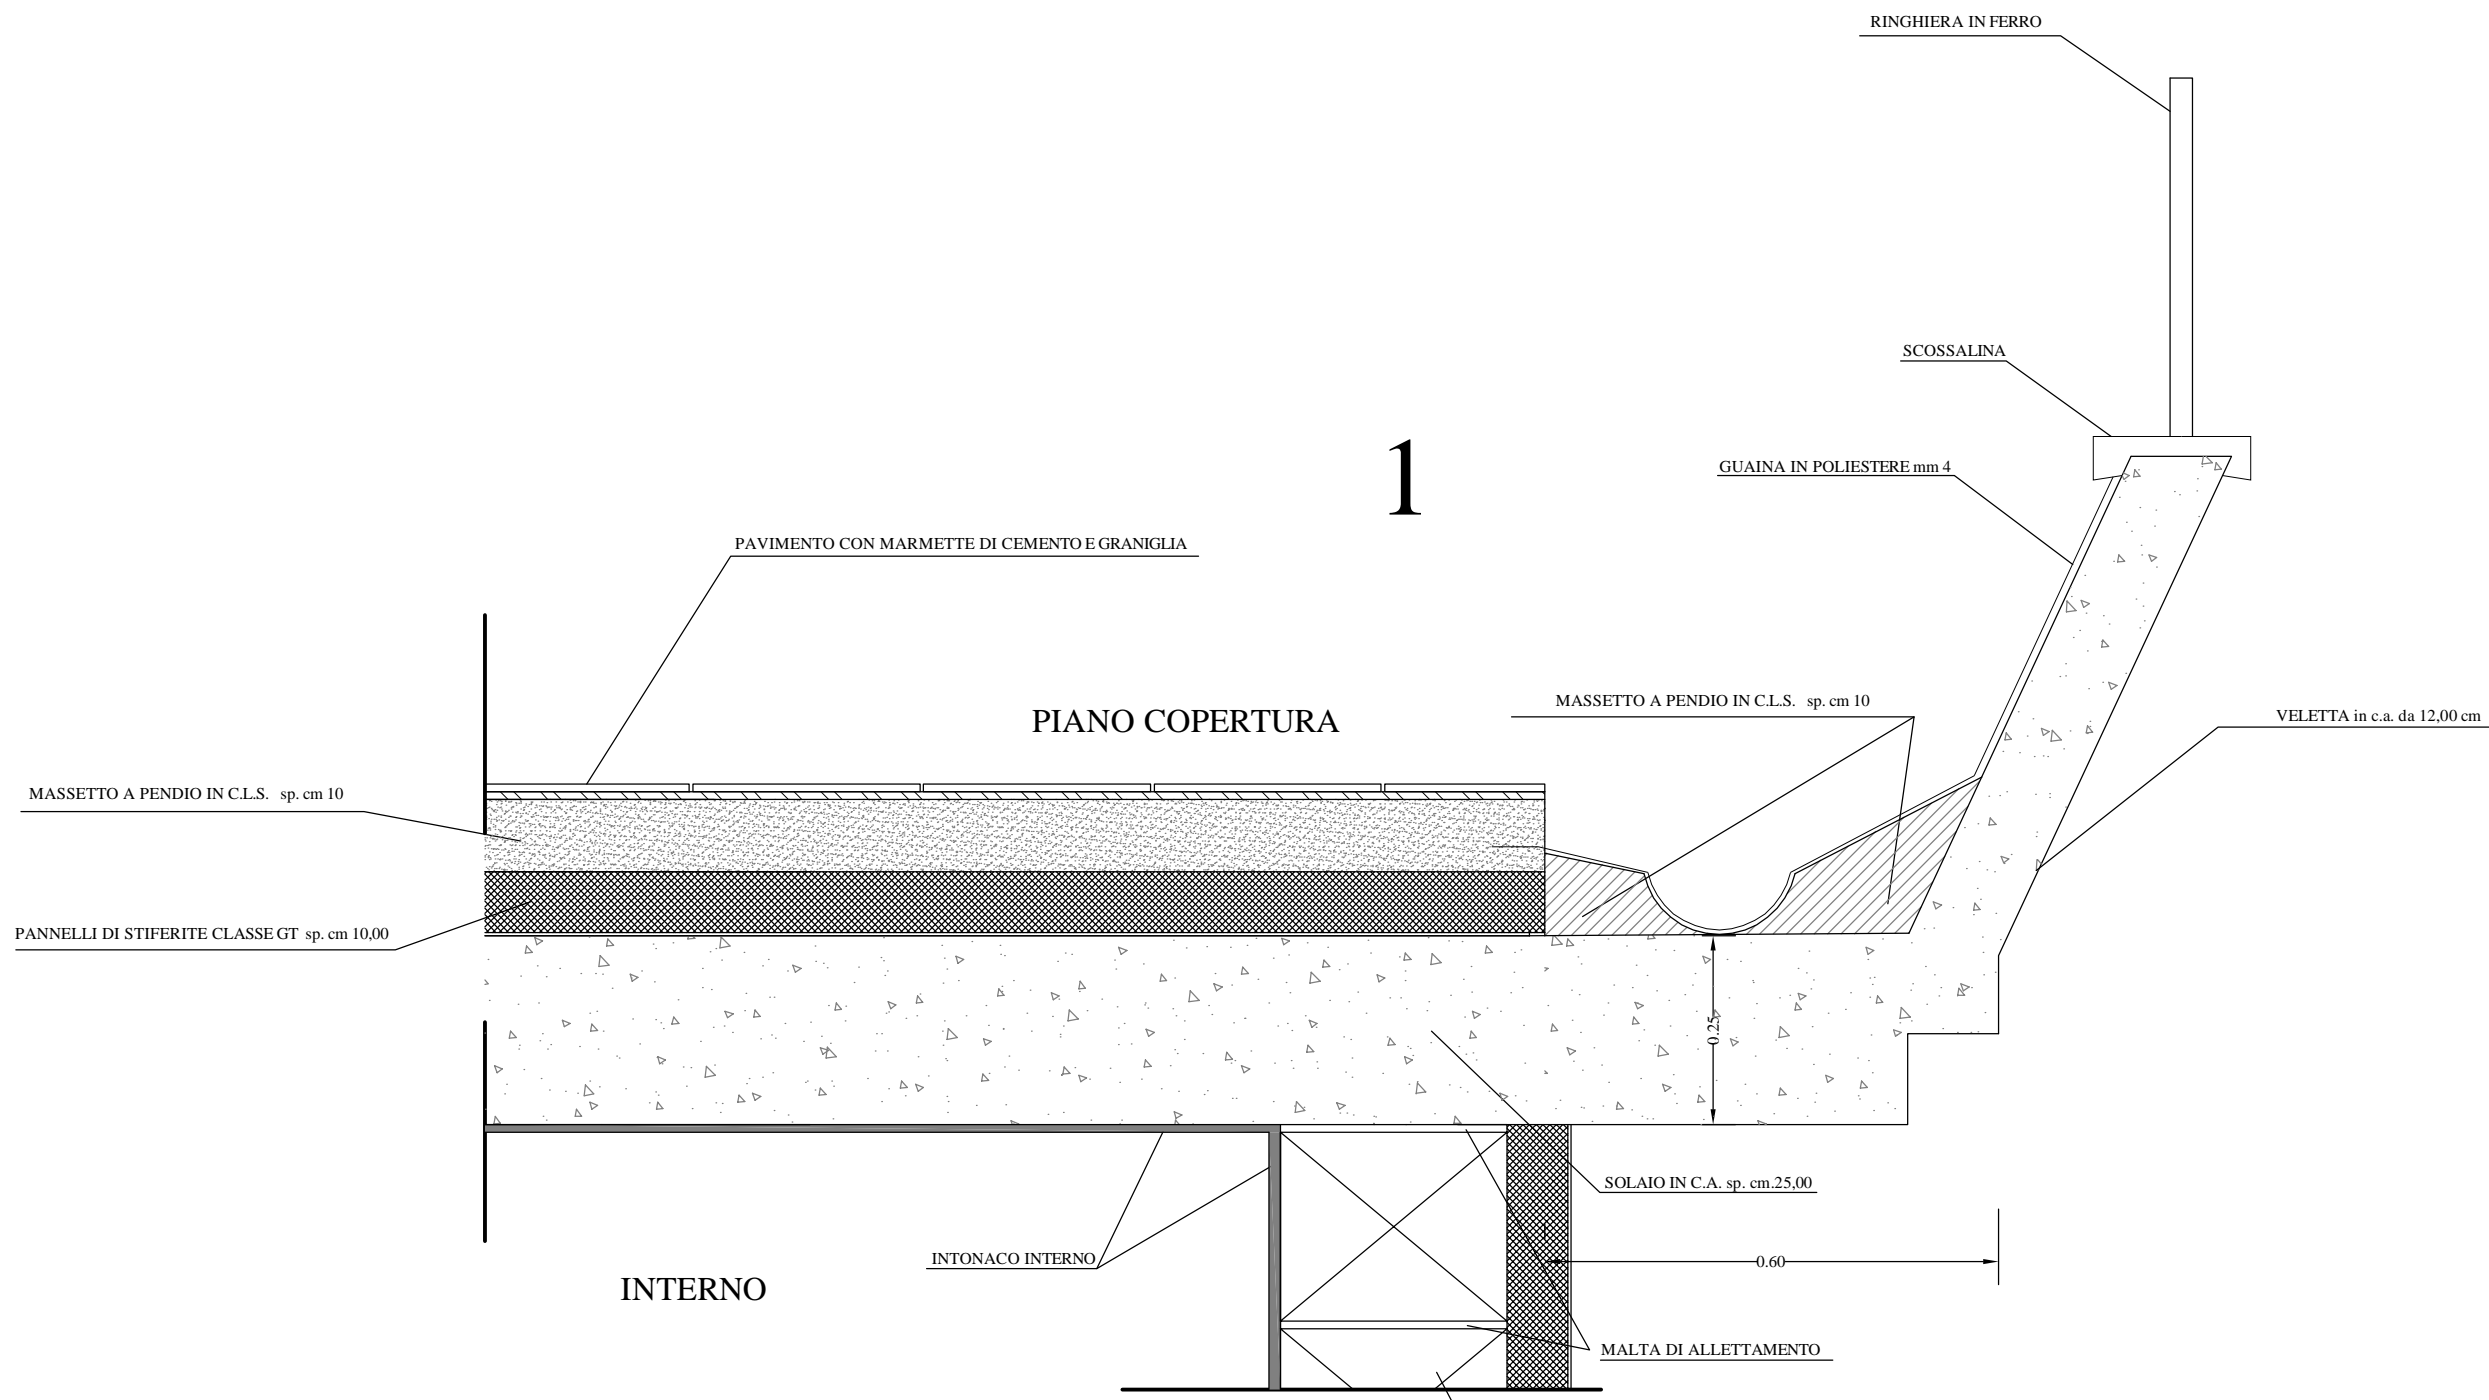 RINGHIERA IN FERRO
SCOSSALINA
1
GUAINA IN POLIESTERE mm 4
PAVIMENTO CON MARMETTE DI CEMENTO E GRANIGLIA
PIANO COPERTURA
MASSETTO A PENDIO IN C.L.S. sp. cm 10
VELETTA in c.a. da 12,00 cm
MASSETTO A PENDIO IN C.L.S. sp. cm 10
PANNELLI DI STIFERITE CLASSE GT sp. cm 10,00
0.25
SOLAIO IN C.A. sp. cm.25,00
INTONACO INTERNO
0.60
INTERNO
MALTA DI ALLETTAMENTO